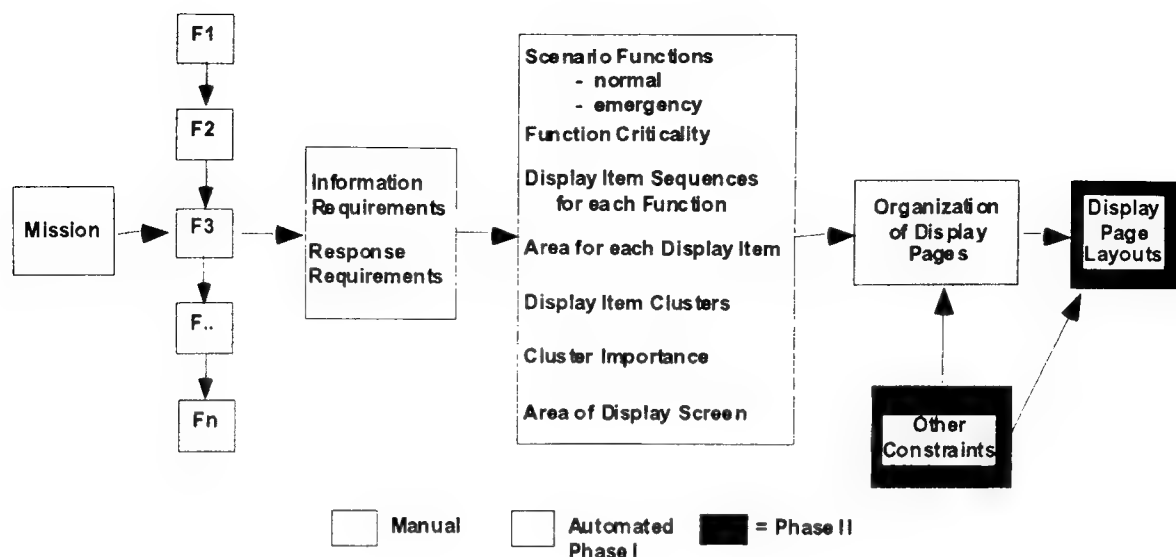 Mission
F1
F2
F3
F..
Fn
Information
Requirements
Response
Requirements
Scenario Functions
- normal
- emergency
Function Criticality
Display Item Sequences
for each Function
Area for each Display Item
Display Item Clusters
Cluster Importance
Area of Display Screen
Organization
of Display
Pages
Display
Page
Layouts
Other
Constraints
Manual
Automated
Phase I
= Phase II